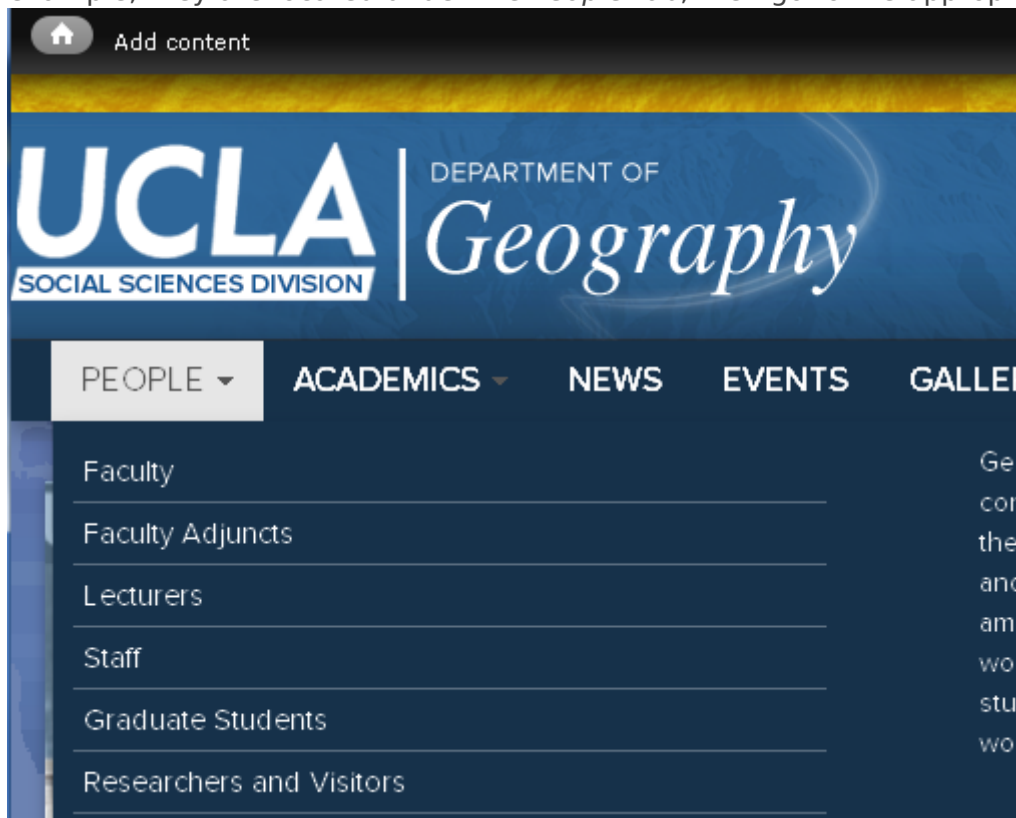 Add content
UCLA
SOCIAL SCIENCES DIVISION
DEPARTMENT OF
Geography
PEOPLE ACADEMICS NEWS EVENTS
Faculty
Faculty Adjuncts
Lecturers
Staff
Graduate Students
Researchers and Visitors